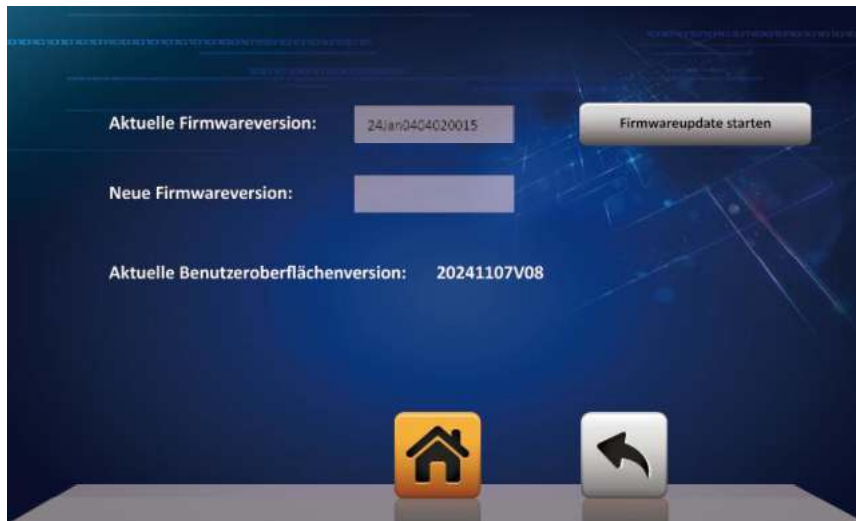 Aktuelle Firmwareversion: 24Jan0404020015 Firmwareupdate starten
Neue Firmwareversion:
Aktuelle Benutzeroberflächenversion: 20241107V08